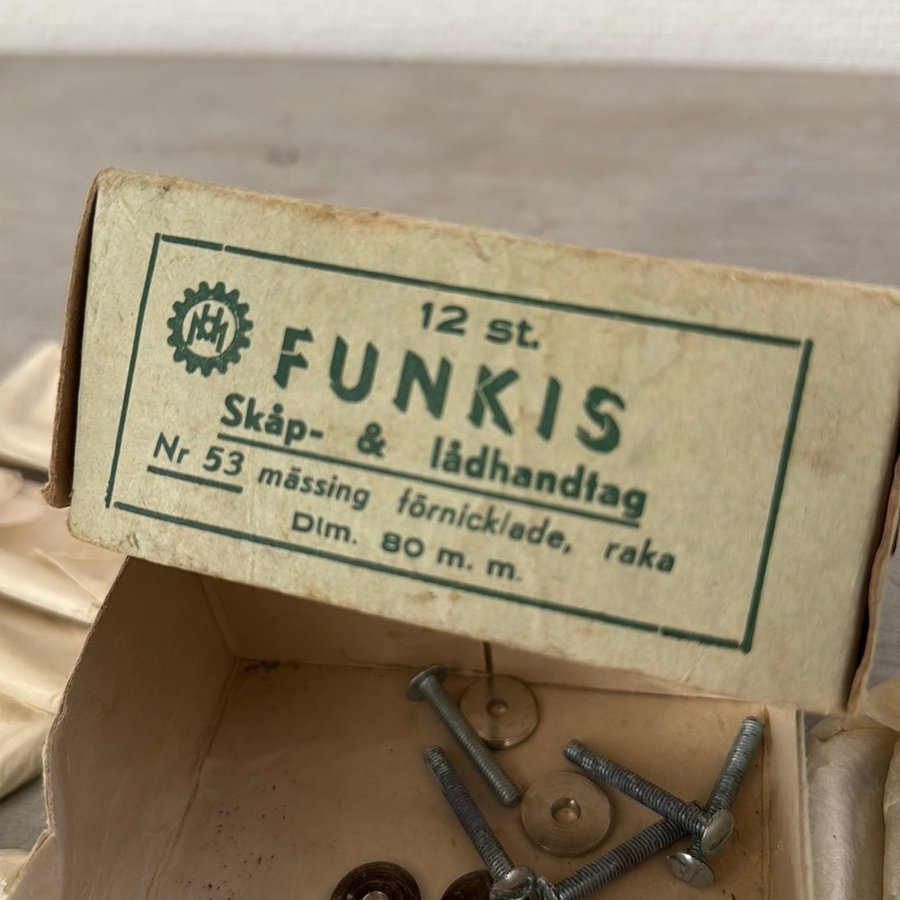 12 st.
FUNKIS
Skåp- & lådhandtag
Nr 53 mässing förnicklade, raka
Dim. 80 m. m.